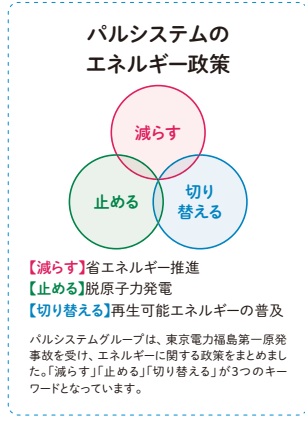 パルシステムの
エネルギー政策
減らす
止める
切り
替える
【減らす】省エネルギー推進
【止める】脱原子力発電
【切り替える】再生可能エネルギーの普及
パルシステムグループは、東京電力福島第一原発
事故を受け、エネルギーに関する政策をまとめまし
た。「減らす」「止める」「切り替える」が3つのキー
ワードとなっています。